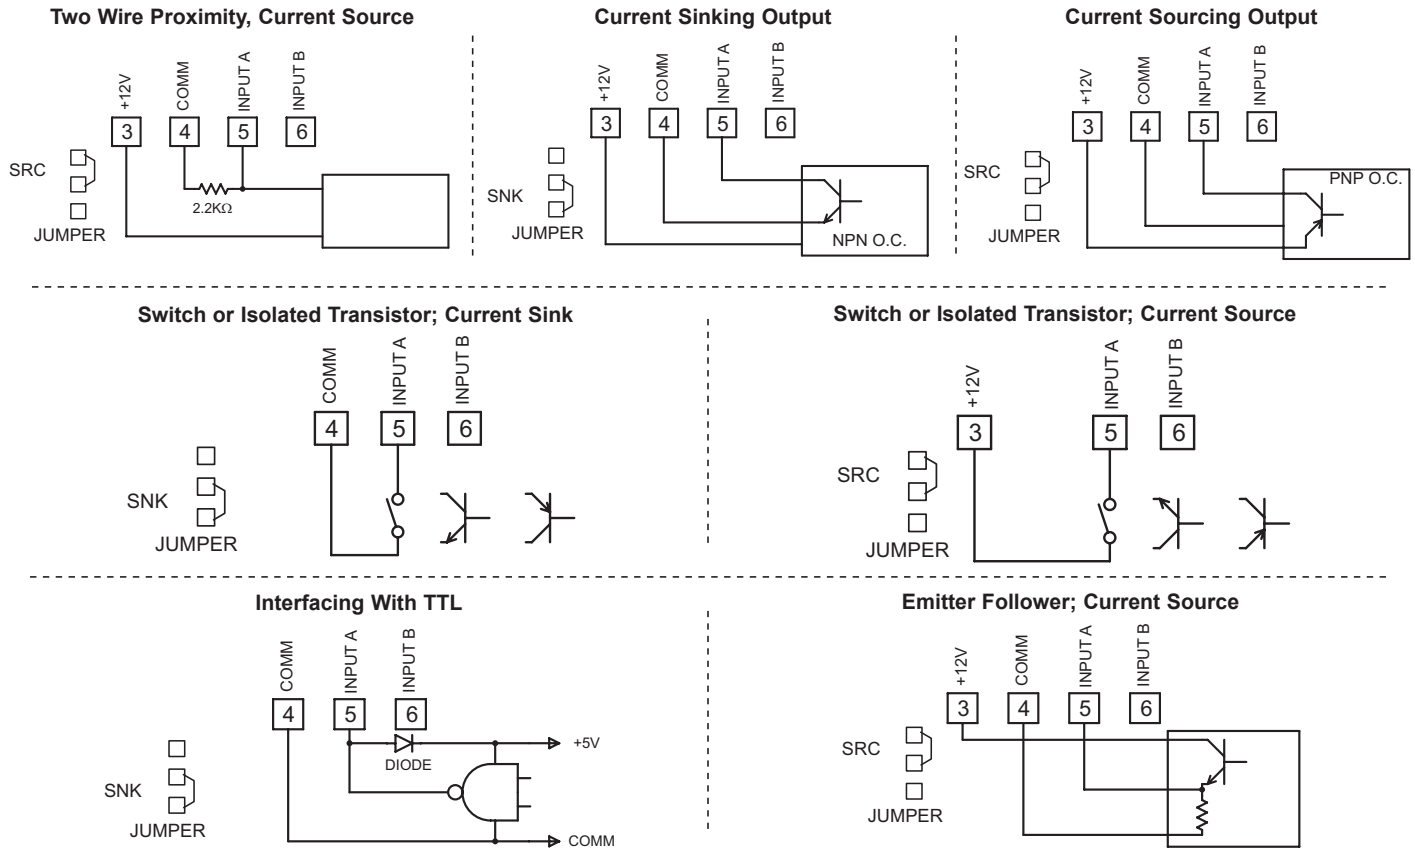 Two Wire Proximity, Current Source
+12V
COMM
INPUT A
INPUT B
3
4
5
6
SRC
2.2KΩ
JUMPER
Current Sinking Output
+12V
COMM
INPUT A
INPUT B
3
4
5
6
SNK
JUMPER
NPN O.C.
Current Sourcing Output
+12V
COMM
INPUT A
INPUT B
3
4
5
6
SRC
PNP O.C.
JUMPER
Switch or Isolated Transistor; Current Sink
COMM
INPUT A
INPUT B
4
5
6
SNK
JUMPER
Switch or Isolated Transistor; Current Source
+12V
INPUT A
INPUT B
3
5
6
SRC
JUMPER
Interfacing With TTL
COMM
INPUT A
INPUT B
4
5
6
+5V
DIODE
SNK
JUMPER
COMM
Emitter Follower; Current Source
+12V
COMM
INPUT A
INPUT B
3
4
5
6
SRC
JUMPER